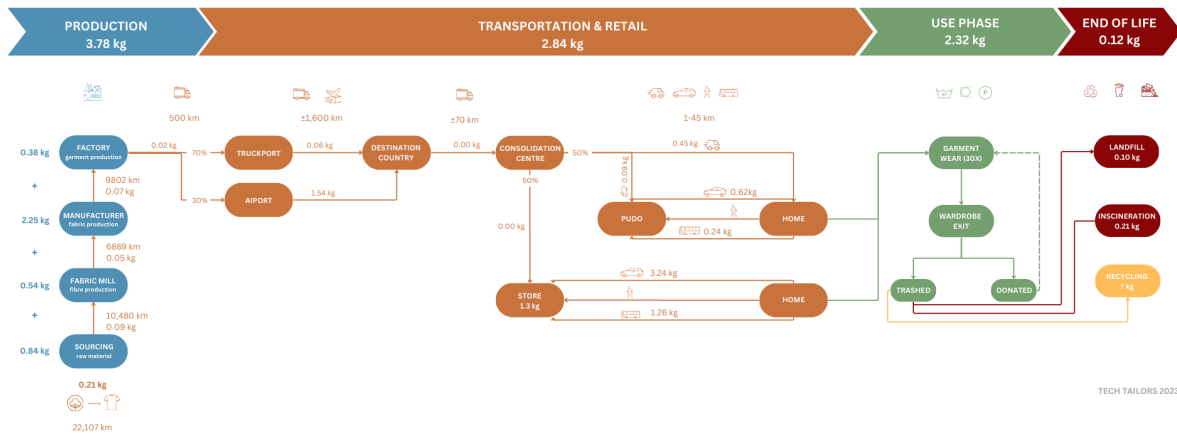 PRODUCTION
3.78 kg
TRANSPORTATION & RETAIL
2.84 kg
USE PHASE
2.32 kg
END OF LIFE
0.12 kg
500 km
±1,600 km
±70 km
1-45 km
P
0.38 kg
FACTORY
garment production
0.02 kg
70%
TRUCKPORT
0.06 kg
DESTINATION
COUNTRY
0.00 kg
CONSOLIDATION
CENTRE
50%
0.45 kg
50%
GARMENT
WEAR (30X)
LANDFILL
0.10 kg
+
9802 km
0.07 kg
30%
AIPORT
1.54 kg
0.09 kg
0.62kg
2.25 kg
MANUFACTURER
fabric production
0.00 kg
PUDO
HOME
0.24 kg
WARDROBE
EXIT
INSCINERATION
0.21 kg
+
6889 km
0.05 kg
0.54 kg
FABRIC MILL
fibre production
3.24 kg
STORE
1.3 kg
HOME
1.26 kg
TRASHED
DONATED
RECYCLING
? kg
+
10,480 km
0.09 kg
0.84 kg
SOURCING
raw material
0.21 kg
22,107 km
TECH TAILORS 2023